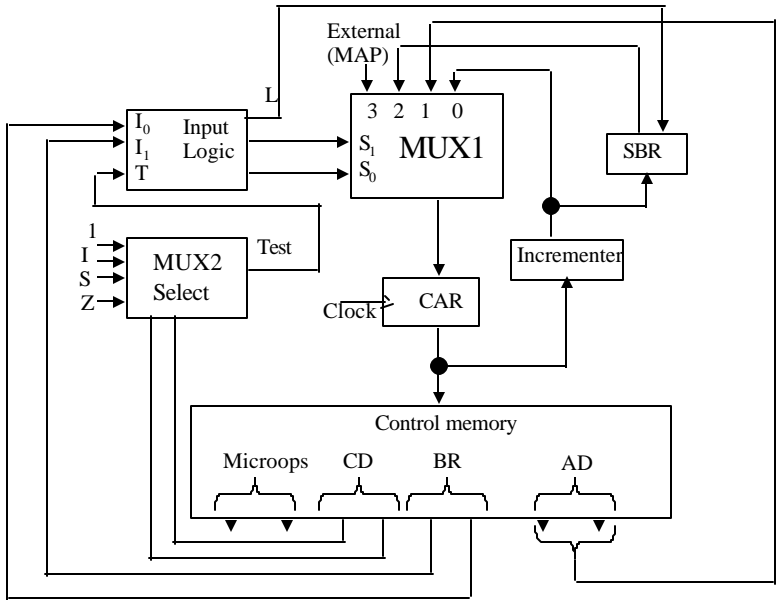 External
(MAP)
L
3 2 1 0
I0
Input
Logic
I1
T
S1
S0
MUX1
SBR
1
I
S
Z
MUX2
Select
Test
Incrementer
Clock
CAR
Control memory
Microops
CD
BR
AD